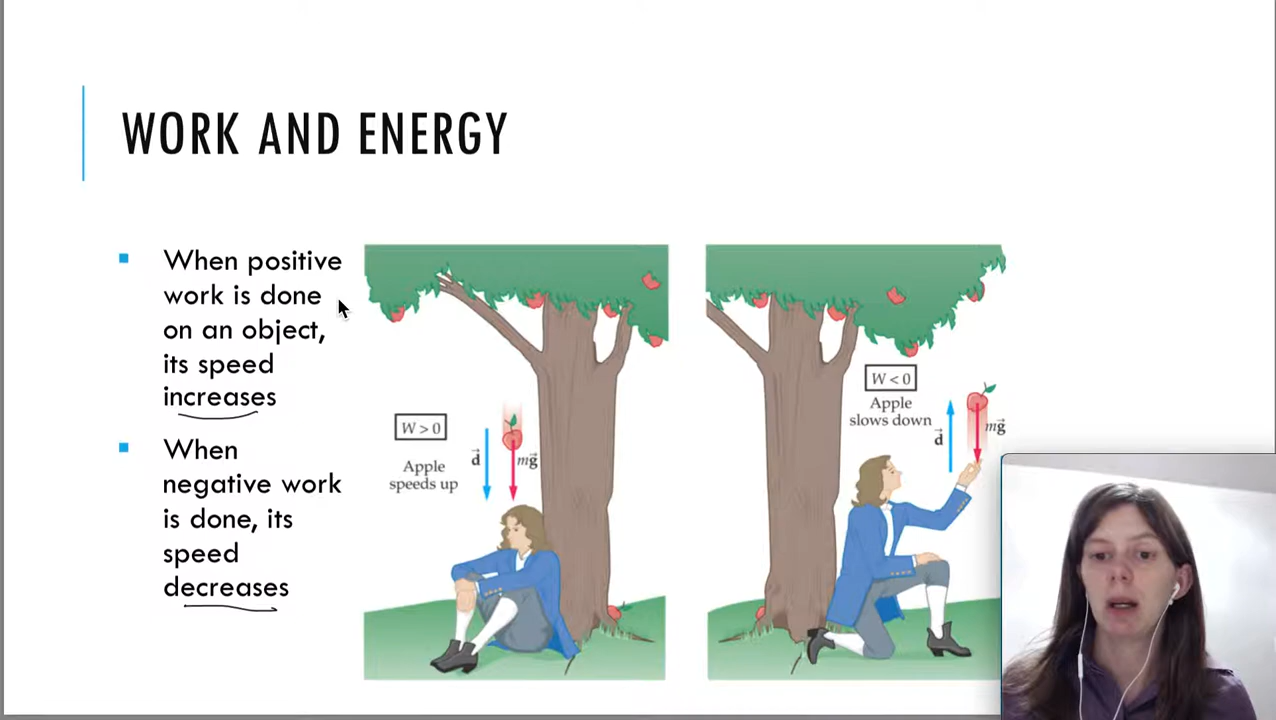 WORK AND ENERGY
When positive
work is done
on an object,
its speed
increases
When
negative work
is done, its
speed
decreases
W > 0
Apple
speeds up
d⃗
mg⃗
W < 0
Apple
slows down
d⃗
mg⃗